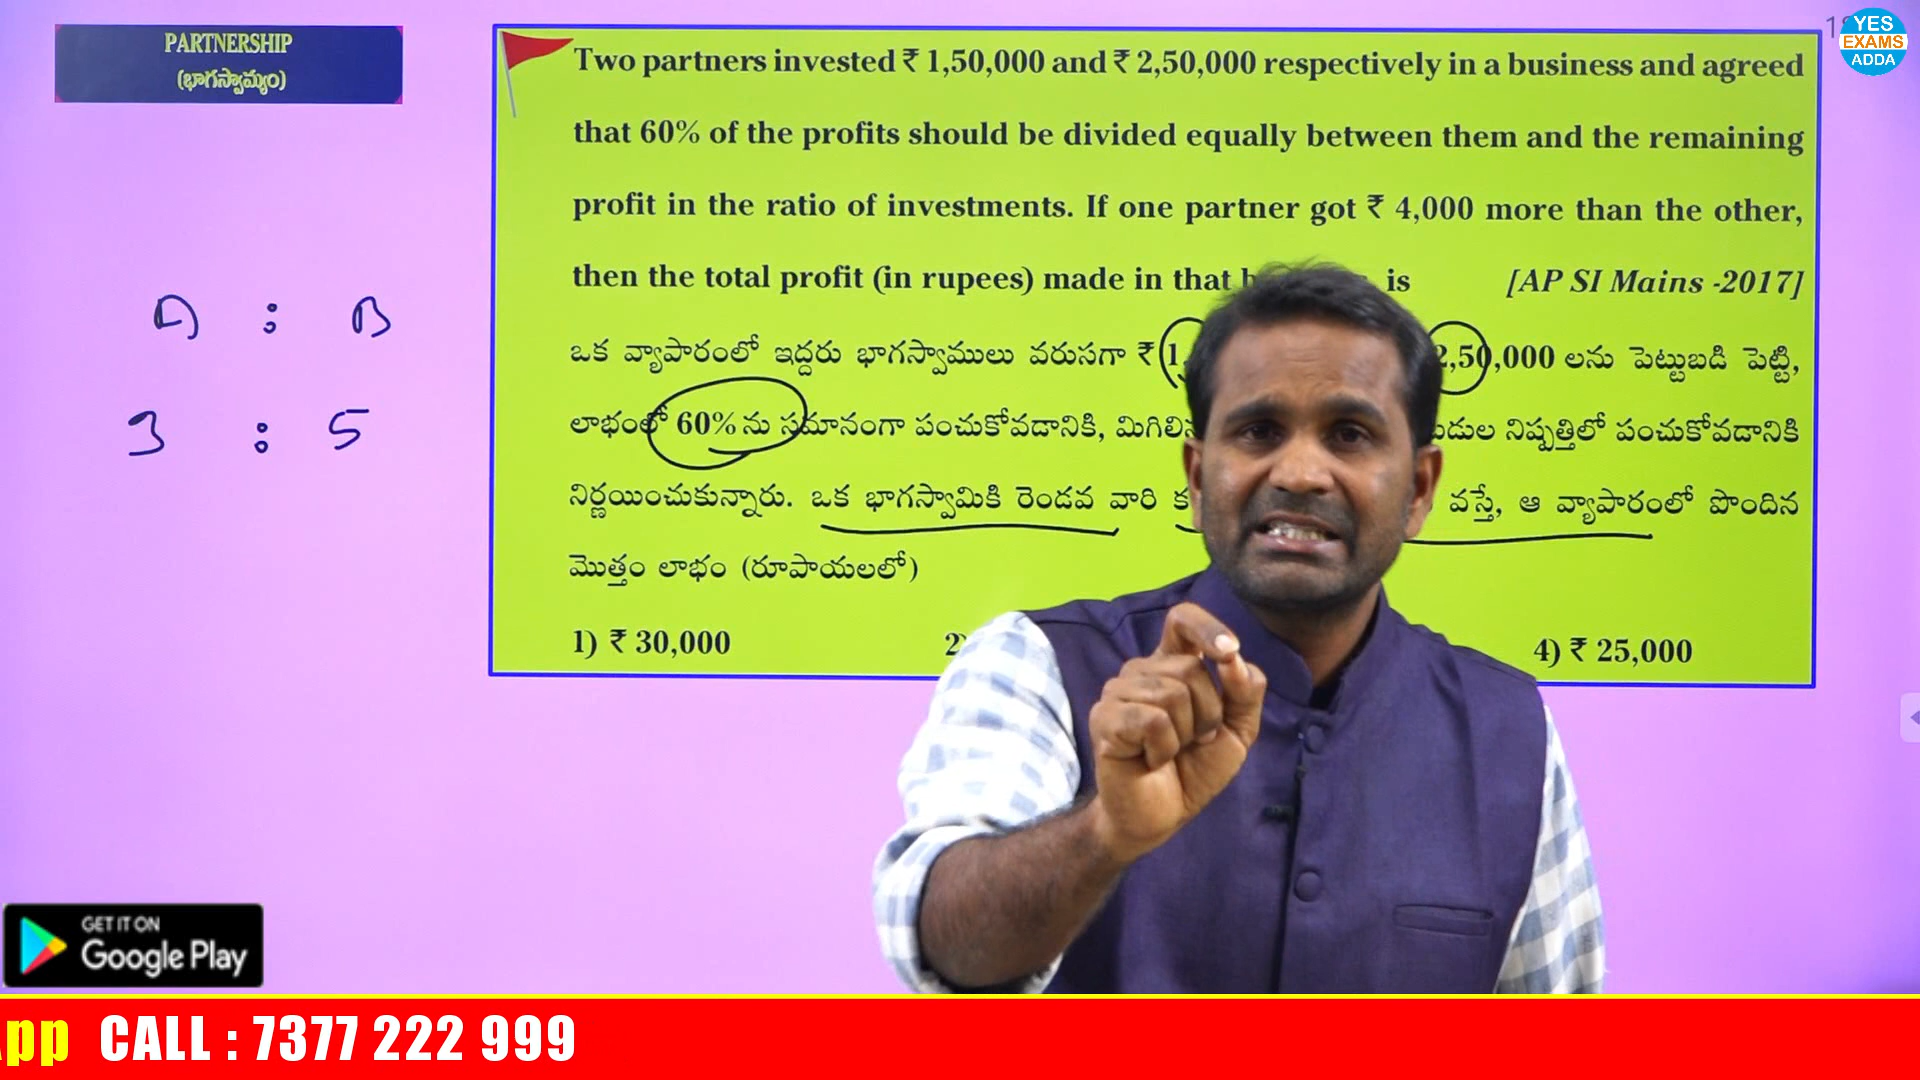 PARTNERSHIP
(భాగస్వామ్యం)
YES
EXAMS
ADDA
Two partners invested ₹ 1,50,000 and ₹ 2,50,000 respectively in a business and agreed
that 60% of the profits should be divided equally between them and the remaining
profit in the ratio of investments. If one partner got ₹ 4,000 more than the other,
then the total profit (in rupees) made in that is [AP SI Mains -2017]
ఒక వ్యాపారంలో ఇద్దరు భాగస్వాములు వరుసగా ₹ 1, 2,50,000 లను పెట్టుబడి పెట్టి,
లాభంలో 60% ను సమానంగా పంచుకోవడానికి, నిష్పత్తిలో పంచుకోవడానికి
నిర్ణయించుకున్నారు. ఒక భాగస్వామికి రెండవ వారి వస్తే, ఆ వ్యాపారంలో పొందిన
మొత్తం లాభం (రూపాయలలో)
1) ₹ 30,000 2) 4) ₹ 25,000
A : B
3 : 5
GET IT ON
Google Play
CALL : 7377 222 999